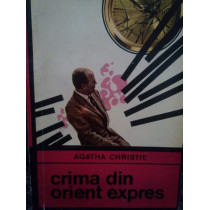 AGATHA CHRISTIE
crima din
orient expres